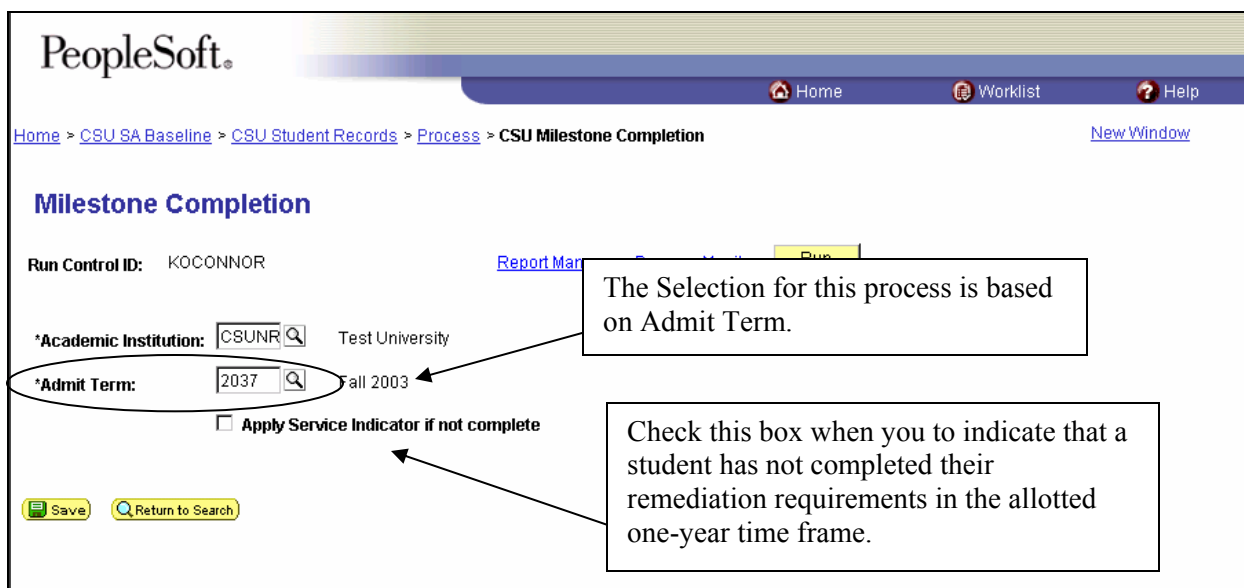 PeopleSoft®
Home Worklist Help
Home > CSU SA Baseline > CSU Student Records > Process > CSU Milestone Completion New Window
Milestone Completion
Run Control ID: KOCONNOR Report Man Run
The Selection for this process is based
on Admit Term.
*Academic Institution: CSUNR Test University
*Admit Term: 2037 Fall 2003
Apply Service Indicator if not complete
Check this box when you to indicate that a
student has not completed their
remediation requirements in the allotted
one-year time frame.
Save Return to Search